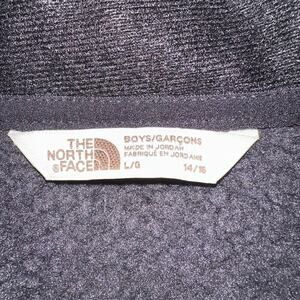 THE
NORTH
FACE
BOYS/GARÇONS
MADE IN JORDAN
FABRIQUÉ EN JORDANIE
L/G 14/16